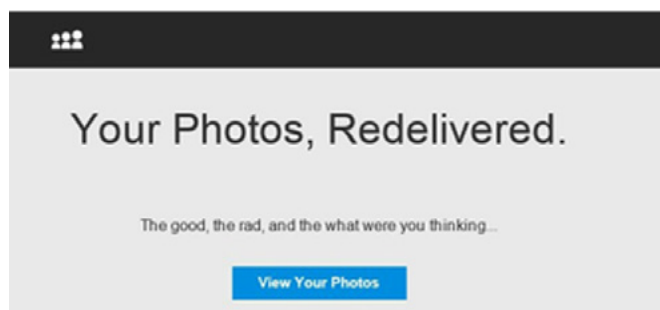 Your Photos, Redelivered.
The good, the rad, and the what were you thinking...
View Your Photos